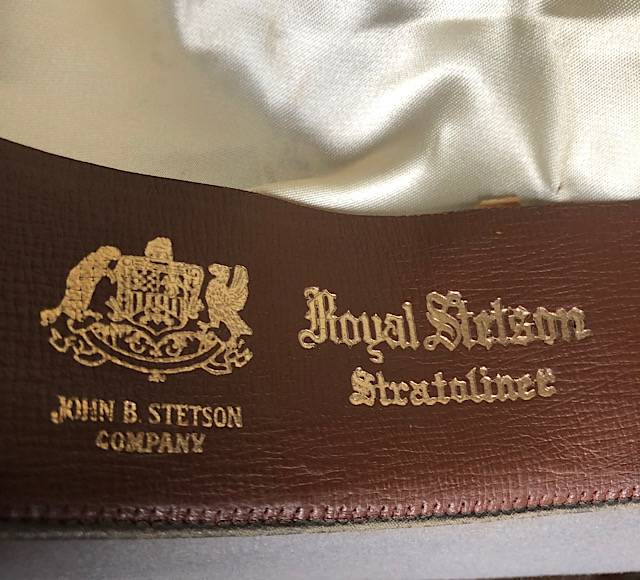 JOHN B. STETSON
COMPANY
Royal Stetson
Stratoliner